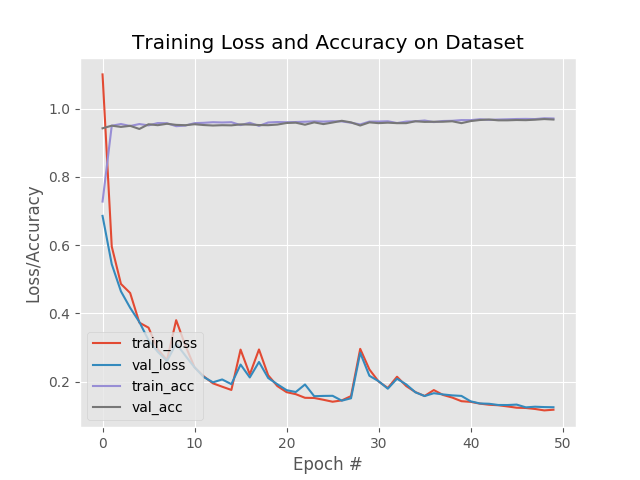 Training Loss and Accuracy on Dataset
Loss/Accuracy
1.0
0.8
0.6
0.4
0.2
train_loss
val_loss
train_acc
val_acc
0
10
20
30
40
50
Epoch #